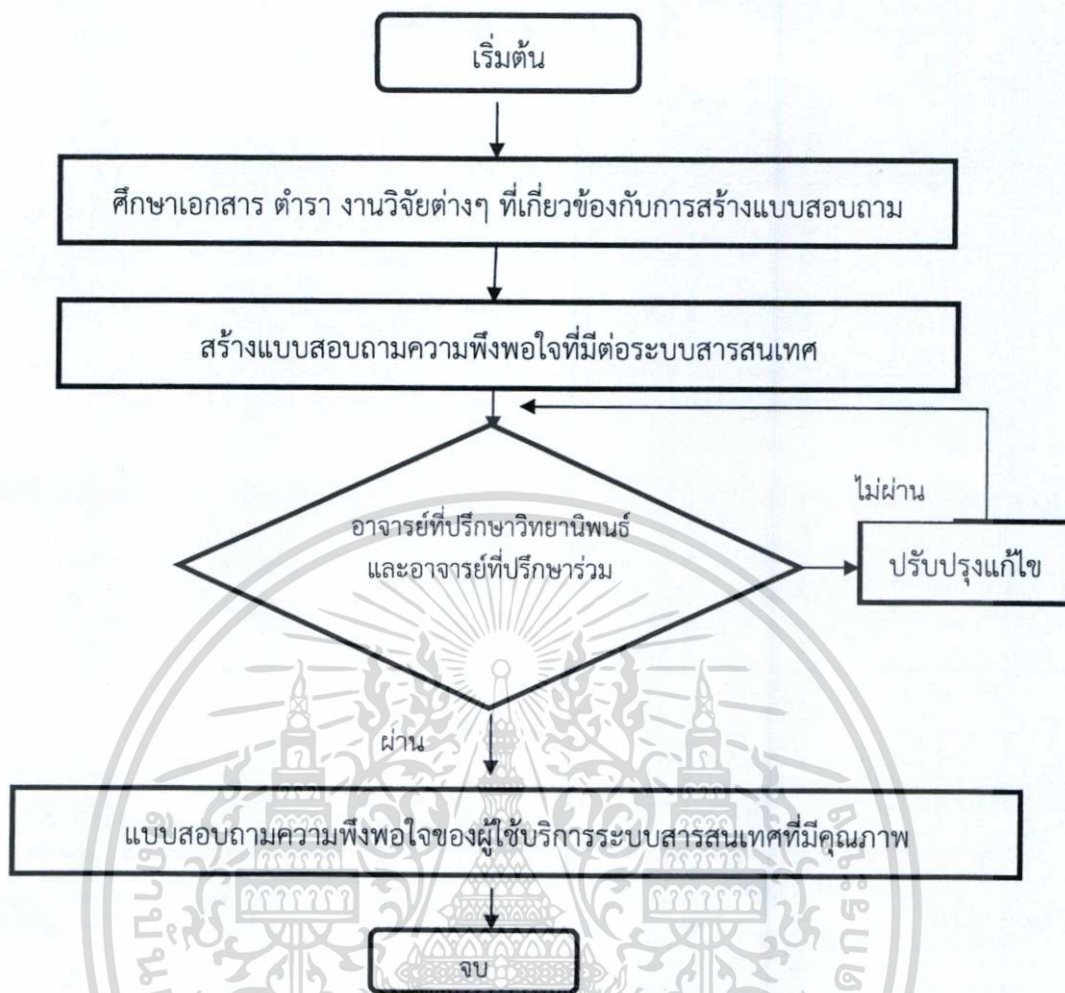 เริ่มต้น
ศึกษาเอกสาร ตำรา งานวิจัยต่างๆ ที่เกี่ยวข้องกับการสร้างแบบสอบถาม
สร้างแบบสอบถามความพึงพอใจที่มีต่อระบบสารสนเทศ
ไม่ผ่าน
อาจารย์ที่ปรึกษาวิทยานิพนธ์
และอาจารย์ที่ปรึกษาร่วม
ปรับปรุงแก้ไข
ผ่าน
แบบสอบถามความพึงพอใจของผู้ใช้บริการระบบสารสนเทศที่มีคุณภาพ
จบ